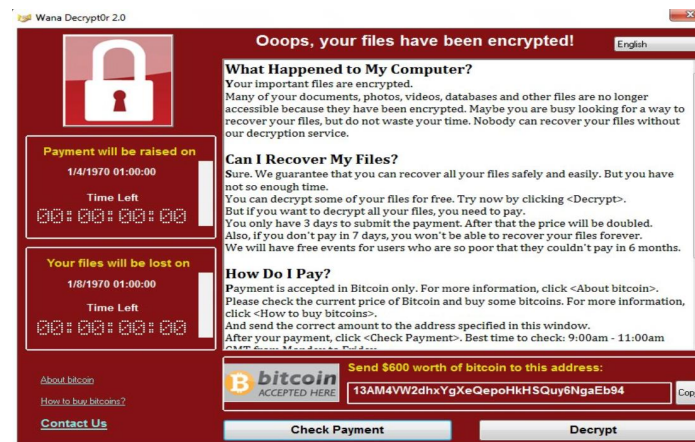 Wana Decrypt0r 2.0
Ooops, your files have been encrypted!
English
What Happened to My Computer?
Your important files are encrypted.
Many of your documents, photos, videos, databases and other files are no longer
accessible because they have been encrypted. Maybe you are busy looking for a way to
recover your files, but do not waste your time. Nobody can recover your files without
our decryption service.
Can I Recover My Files?
Sure. We guarantee that you can recover all your files safely and easily. But you have
not so enough time.
You can decrypt some of your files for free. Try now by clicking <Decrypt>.
But if you want to decrypt all your files, you need to pay.
You only have 3 days to submit the payment. After that the price will be doubled.
Also, if you don't pay in 7 days, you won't be able to recover your files forever.
We will have free events for users who are so poor that they couldn't pay in 6 months.
How Do I Pay?
Payment is accepted in Bitcoin only. For more information, click <About bitcoin>.
Please check the current price of Bitcoin and buy some bitcoins. For more information,
click <How to buy bitcoins>.
And send the correct amount to the address specified in this window.
After your payment, click <Check Payment>. Best time to check: 9:00am - 11:00am
GMT from Monday to Friday
Payment will be raised on
1/4/1970 01:00:00
Time Left
00:00:00:00
Your files will be lost on
1/8/1970 01:00:00
Time Left
00:00:00:00
About bitcoin
How to buy bitcoins?
Contact Us
bitcoin
ACCEPTED HERE
Send $600 worth of bitcoin to this address:
13AM4VW2dhxYgXeQepoHkHSQuy6NgaEb94
Copy
Check Payment
Decrypt